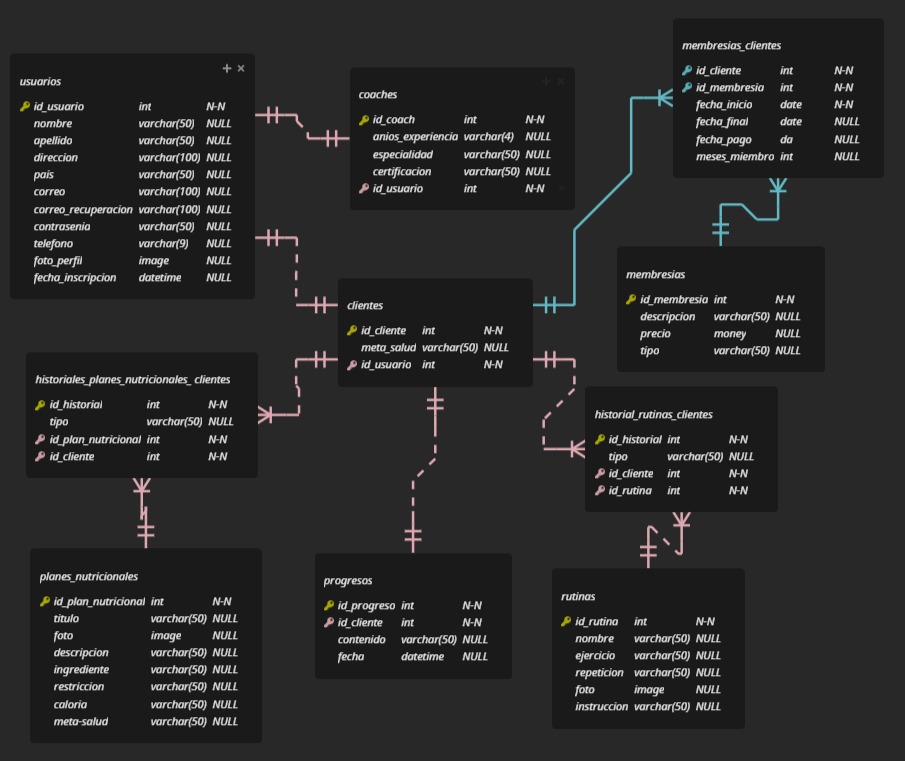 usuarios
id_usuario int N-N
nombre varchar(50) NULL
apellido varchar(50) NULL
direccion varchar(100) NULL
pais varchar(50) NULL
correo varchar(100) NULL
correo_recuperacion varchar(100) NULL
contrasenia varchar(50) NULL
telefono varchar(9) NULL
foto_perfil image NULL
fecha_inscripcion datetime NULL
coaches
id_coach int N-N
anios_experiencia varchar(4) NULL
especialidad varchar(50) NULL
certificacion varchar(50) NULL
id_usuario int N-N
membresias_clientes
id_cliente int N-N
id_membresia int N-N
fecha_inicio date N-N
fecha_final date NULL
fecha_pago da NULL
meses_miembro int NULL
membresias
id_membresia int N-N
descripcion varchar(50) NULL
precio money NULL
tipo varchar(50) NULL
clientes
id_cliente int N-N
meta_salud varchar(50) NULL
id_usuario int N-N
historiales_planes_nutricionales_ clientes
id_historial int N-N
tipo varchar(50) NULL
id_plan_nutricional int N-N
id_cliente int N-N
historial_rutinas_clientes
id_historial int N-N
tipo varchar(50) NULL
id_cliente int N-N
id_rutina int N-N
planes_nutricionales
id_plan_nutricional int N-N
titulo varchar(50) NULL
foto image NULL
descripcion varchar(50) NULL
ingrediente varchar(50) NULL
restriccion varchar(50) NULL
caloria varchar(50) NULL
meta-salud varchar(50) NULL
progresos
id_progreso int N-N
id_cliente int N-N
contenido varchar(50) NULL
fecha datetime NULL
rutinas
id_rutina int N-N
nombre varchar(50) NULL
ejercicio varchar(50) NULL
repeticion varchar(50) NULL
foto image NULL
instruccion varchar(50) NULL